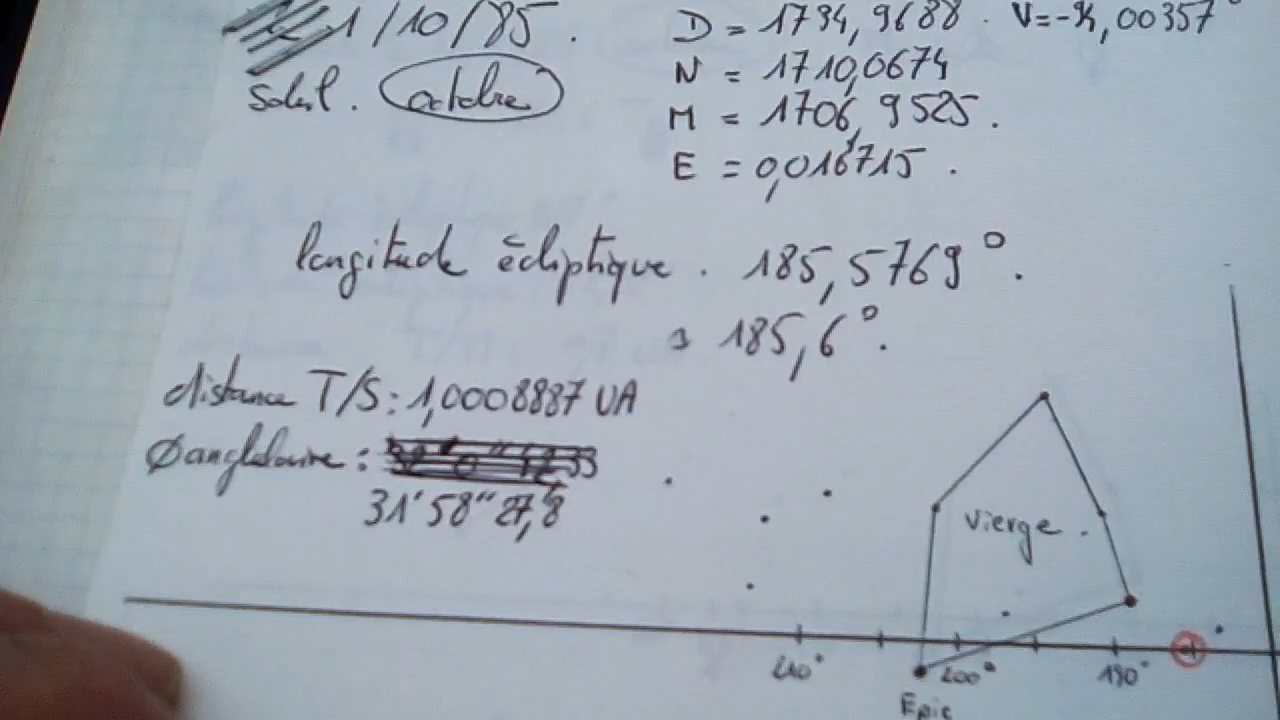 1/10/85.
Soleil. octobre
D = 1734,9688. V=-4,00357°
N = 1710,0674
M = 1706,9525.
E = 0,016715.
longitude écliptique. 185,5769°.
185,6°.
distance T/S: 1,0008887 UA
Ø anglulaire:
31'58"27,8
vierge.
210° 200° 190°
Epic